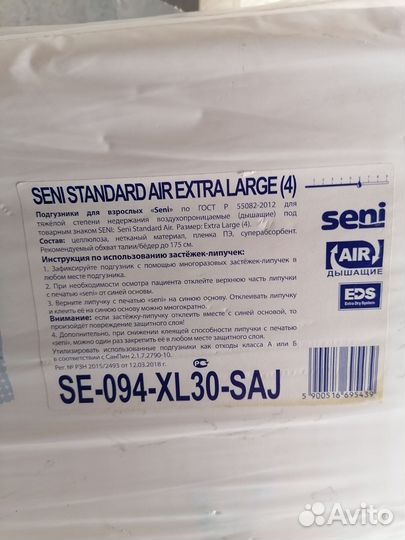 SENI STANDARD AIR EXTRA LARGE (4)
Подгузники для взрослых «Seni» по ГОСТ Р 55082-2012 для
тяжёлой степени недержания воздухопроницаемые (дышащие) под
товарным знаком SENI: Seni Standard Air. Размер: Extra Large (4).
Состав: целлюлоза, нетканый материал, пленка ПЭ, суперабсорбент.
Рекомендуемый обхват талии/бёдер до 175 см.
Инструкция по использованию застёжек-липучек:
1. Зафиксируйте подгузник с помощью многоразовых застёжек-липучек в
любом месте подгузника.
2. При необходимости осмотра пациента отклейте верхнюю часть липучки
с печатью «seni» от синей основы.
3. Верните липучку с печатью «seni» на синюю основу. Отклеивать липучку
и клеить её на синюю основу можно многократно.
Внимание: если застёжку-липучку отклеить вместе с синей основой, то
произойдет повреждение защитного слоя!
4. Дополнительно, при снижении клеящей способности липучки с печатью
«seni», можно один раз закрепить её в любом месте защитного слоя.
Утилизировать использованные подгузники как отходы класса А или Б
в соответствии с СанПин 2.1.7.2790-10.
Рег. № РЗН 2015/2493 от 12.03.2018 г.
SE-094-XL30-SAJ
seni
AIR
ДЫШАЩИЕ
EDS
Extra Dry System
5 900516 695439
Avito